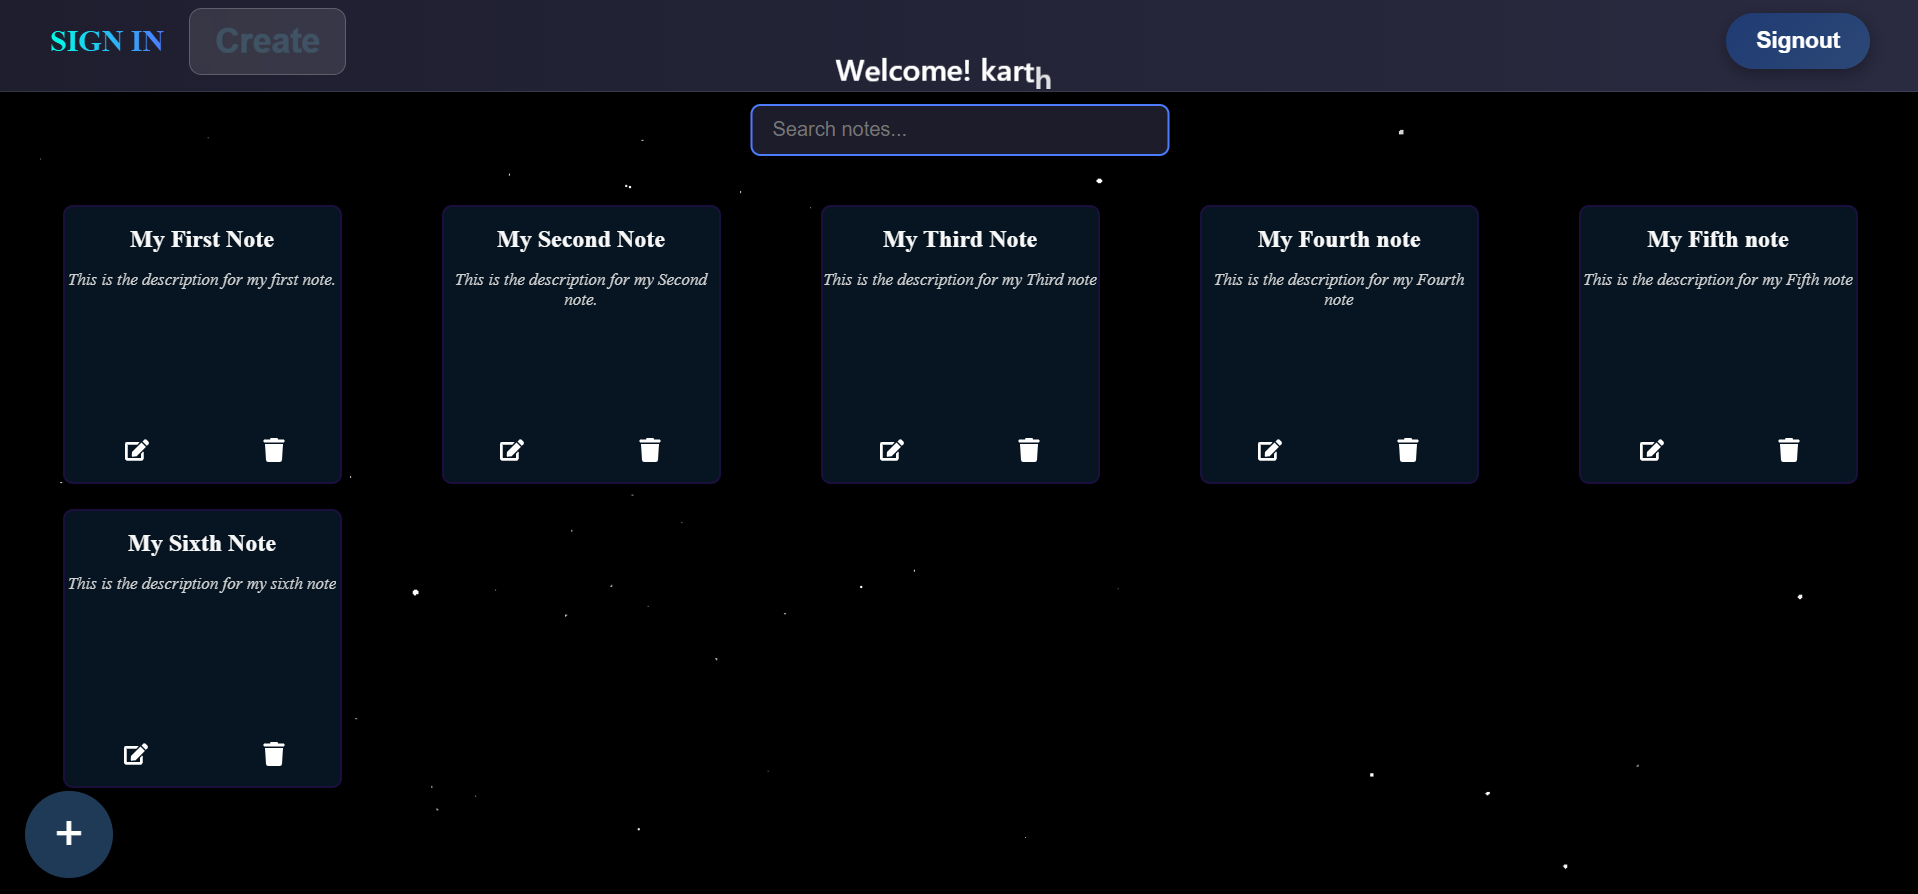 SIGN IN
Create
Signout
Welcome! karth
Search notes...
My First Note
This is the description for my first note.
My Second Note
This is the description for my Second
note.
My Third Note
This is the description for my Third note
My Fourth note
This is the description for my Fourth
note
My Fifth note
This is the description for my Fifth note
My Sixth Note
This is the description for my sixth note
+